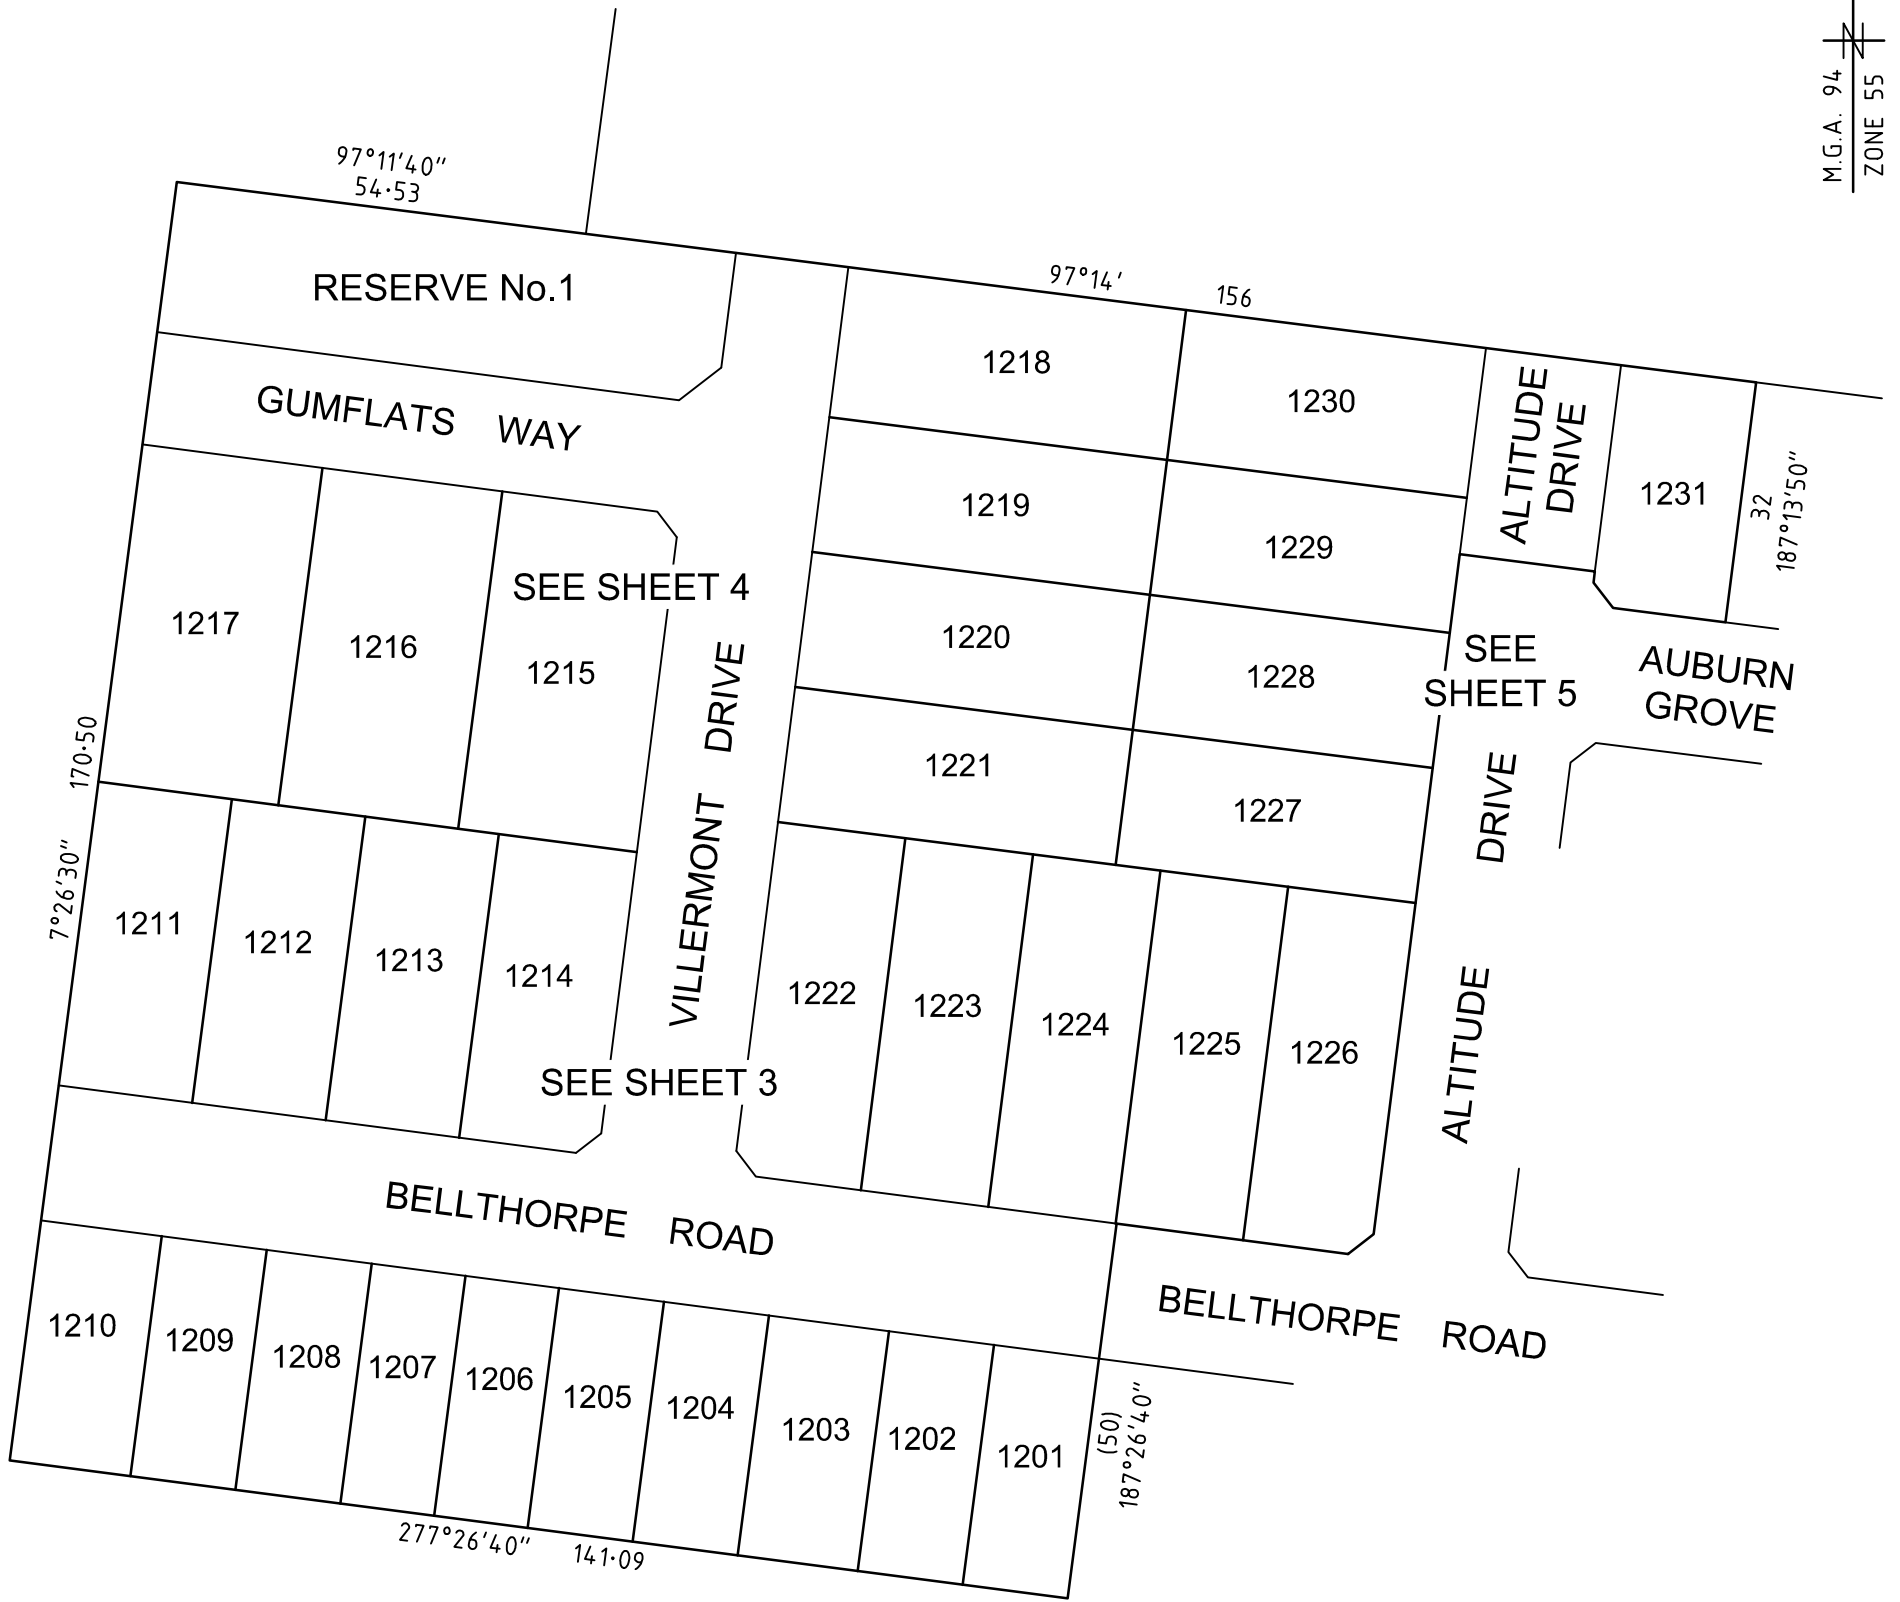 M.G.A. 94
ZONE 55
97°11'40"
54·53
RESERVE No.1
97°14' 156
GUMFLATS WAY
1218
1230
ALTITUDE
DRIVE
1231
32
187°13'50"
1219
1229
SEE SHEET 4
1217
1216
1215
1220
1228
SEE
SHEET 5
AUBURN
GROVE
VILLERMONT DRIVE
170·50
7°26'30"
1221
1227
ALTITUDE DRIVE
1211
1212
1213
1214
1222
1223
1224
1225
1226
SEE SHEET 3
BELLTHORPE ROAD
BELLTHORPE ROAD
1210
1209
1208
1207
1206
1205
1204
1203
1202
1201
(50)
187°26'40"
277°26'40" 141·09